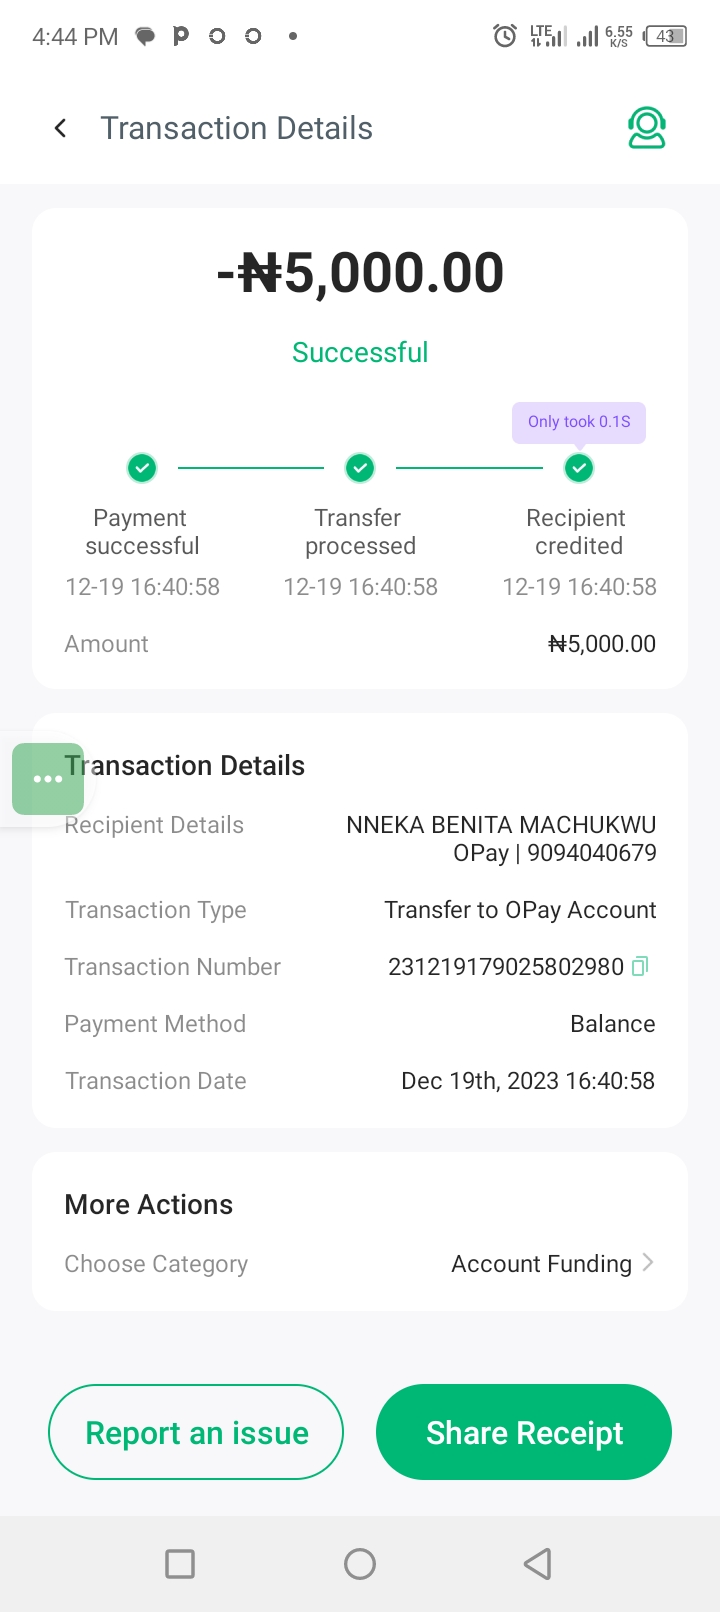 4:44 PM
LTE
6.55
K/S
43
Transaction Details
-₦5,000.00
Successful
Only took 0.1S
Payment successful
12-19 16:40:58
Transfer processed
12-19 16:40:58
Recipient credited
12-19 16:40:58
Amount ₦5,000.00
Transaction Details
Recipient Details NNEKA BENITA MACHUKWU
OPay | 9094040679
Transaction Type Transfer to OPay Account
Transaction Number 231219179025802980
Payment Method Balance
Transaction Date Dec 19th, 2023 16:40:58
More Actions
Choose Category Account Funding
Report an issue
Share Receipt